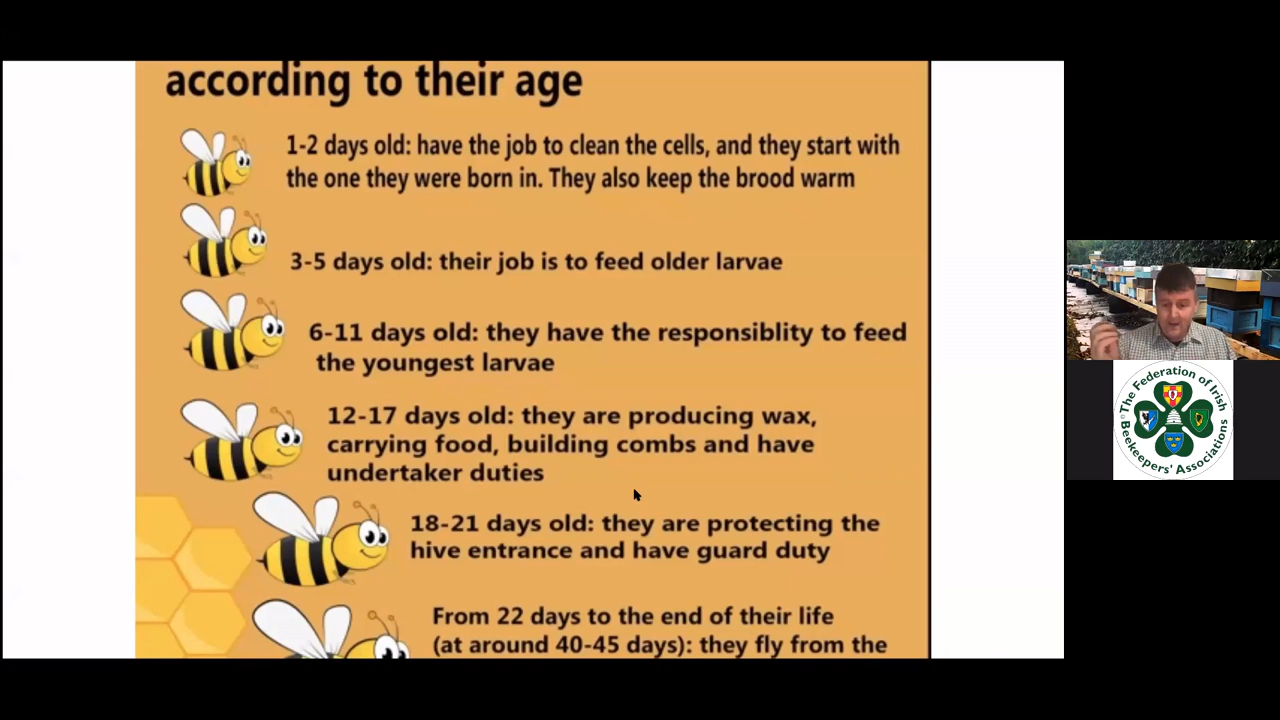 according to their age
1-2 days old: have the job to clean the cells, and they start with
the one they were born in. They also keep the brood warm
3-5 days old: their job is to feed older larvae
6-11 days old: they have the responsiblity to feed
the youngest larvae
12-17 days old: they are producing wax,
carrying food, building combs and have
undertaker duties
18-21 days old: they are protecting the
hive entrance and have guard duty
From 22 days to the end of their life
(at around 40-45 days): they fly from the
The Federation of Irish
Beekeepers' Associations
©